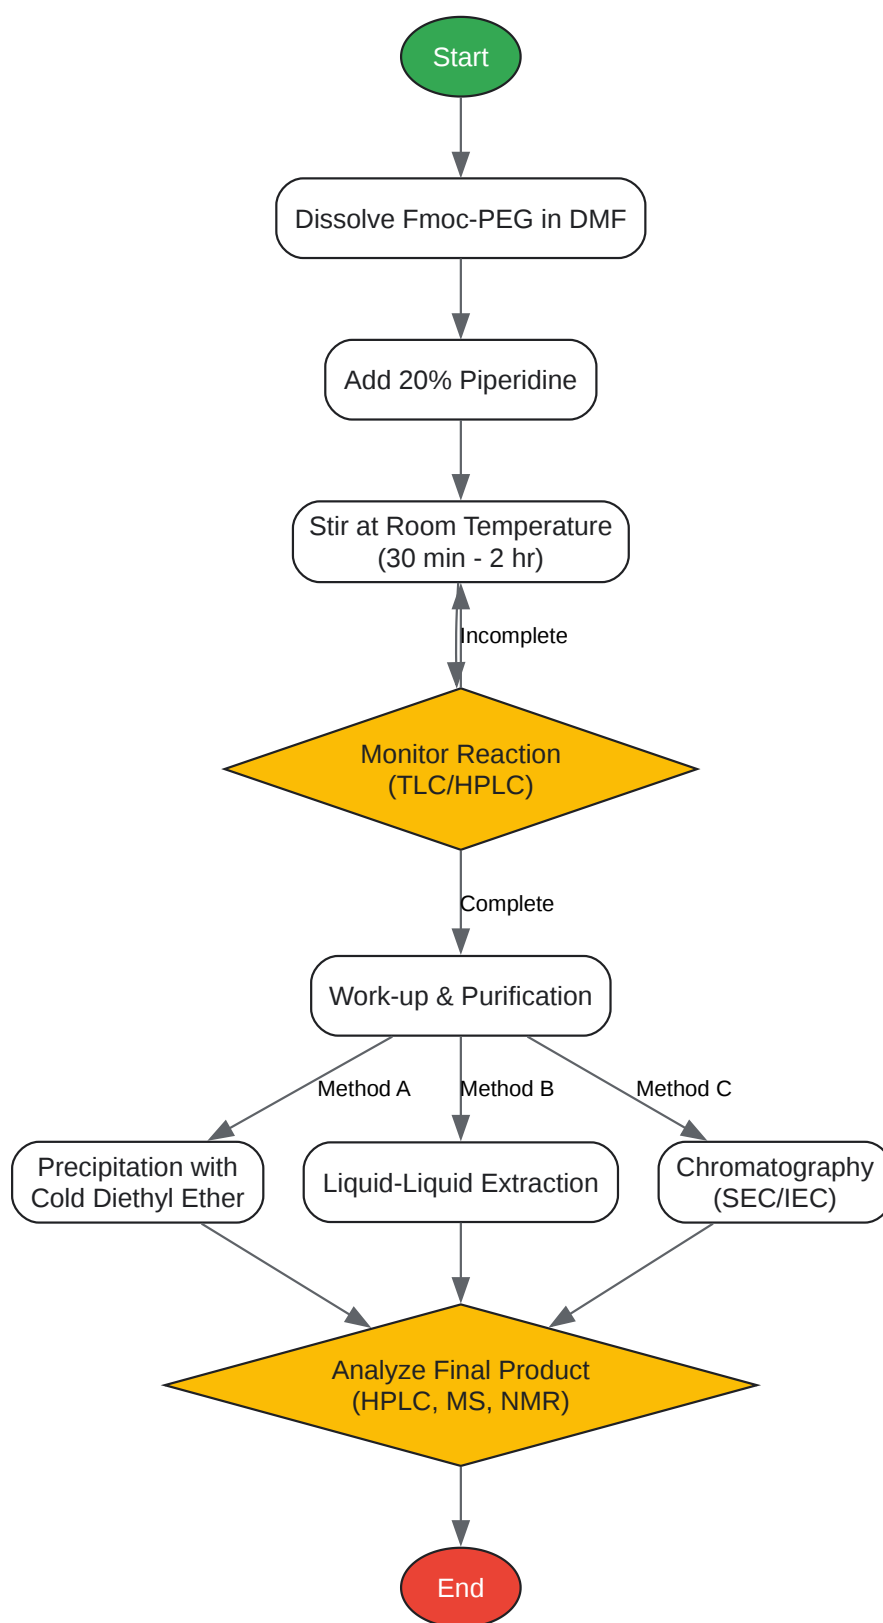 Start
Dissolve Fmoc-PEG in DMF
Add 20% Piperidine
Stir at Room Temperature
(30 min - 2 hr)
Incomplete
Monitor Reaction
(TLC/HPLC)
Complete
Work-up & Purification
Method A
Method B
Method C
Precipitation with
Cold Diethyl Ether
Liquid-Liquid Extraction
Chromatography
(SEC/IEC)
Analyze Final Product
(HPLC, MS, NMR)
End